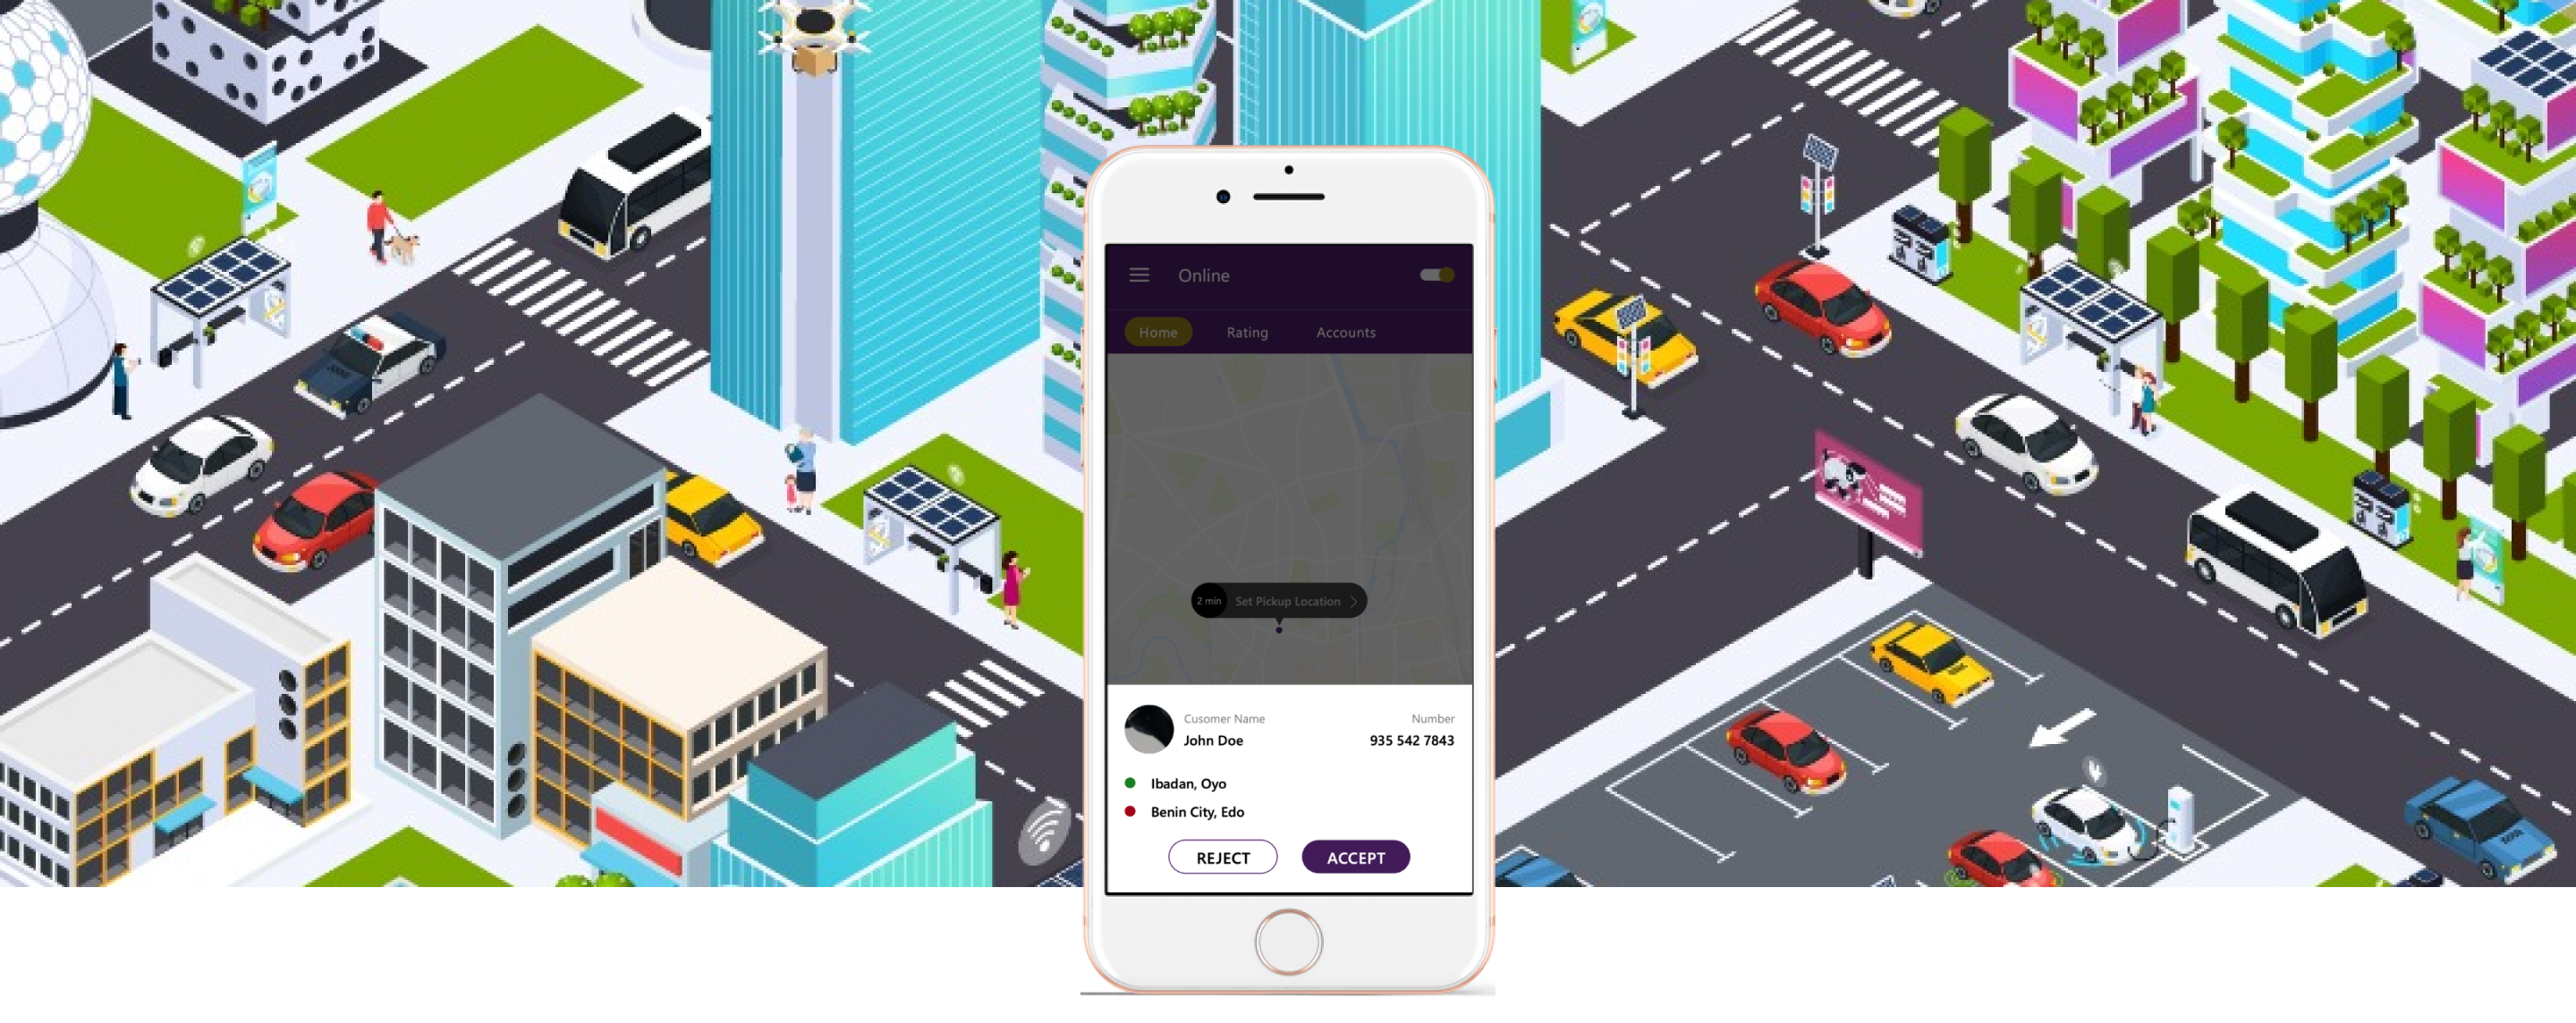 Online
Home Rating Accounts
2 min Set Pickup Location
Cusomer Name Number
John Doe 935 542 7843
Ibadan, Oyo
Benin City, Edo
REJECT ACCEPT